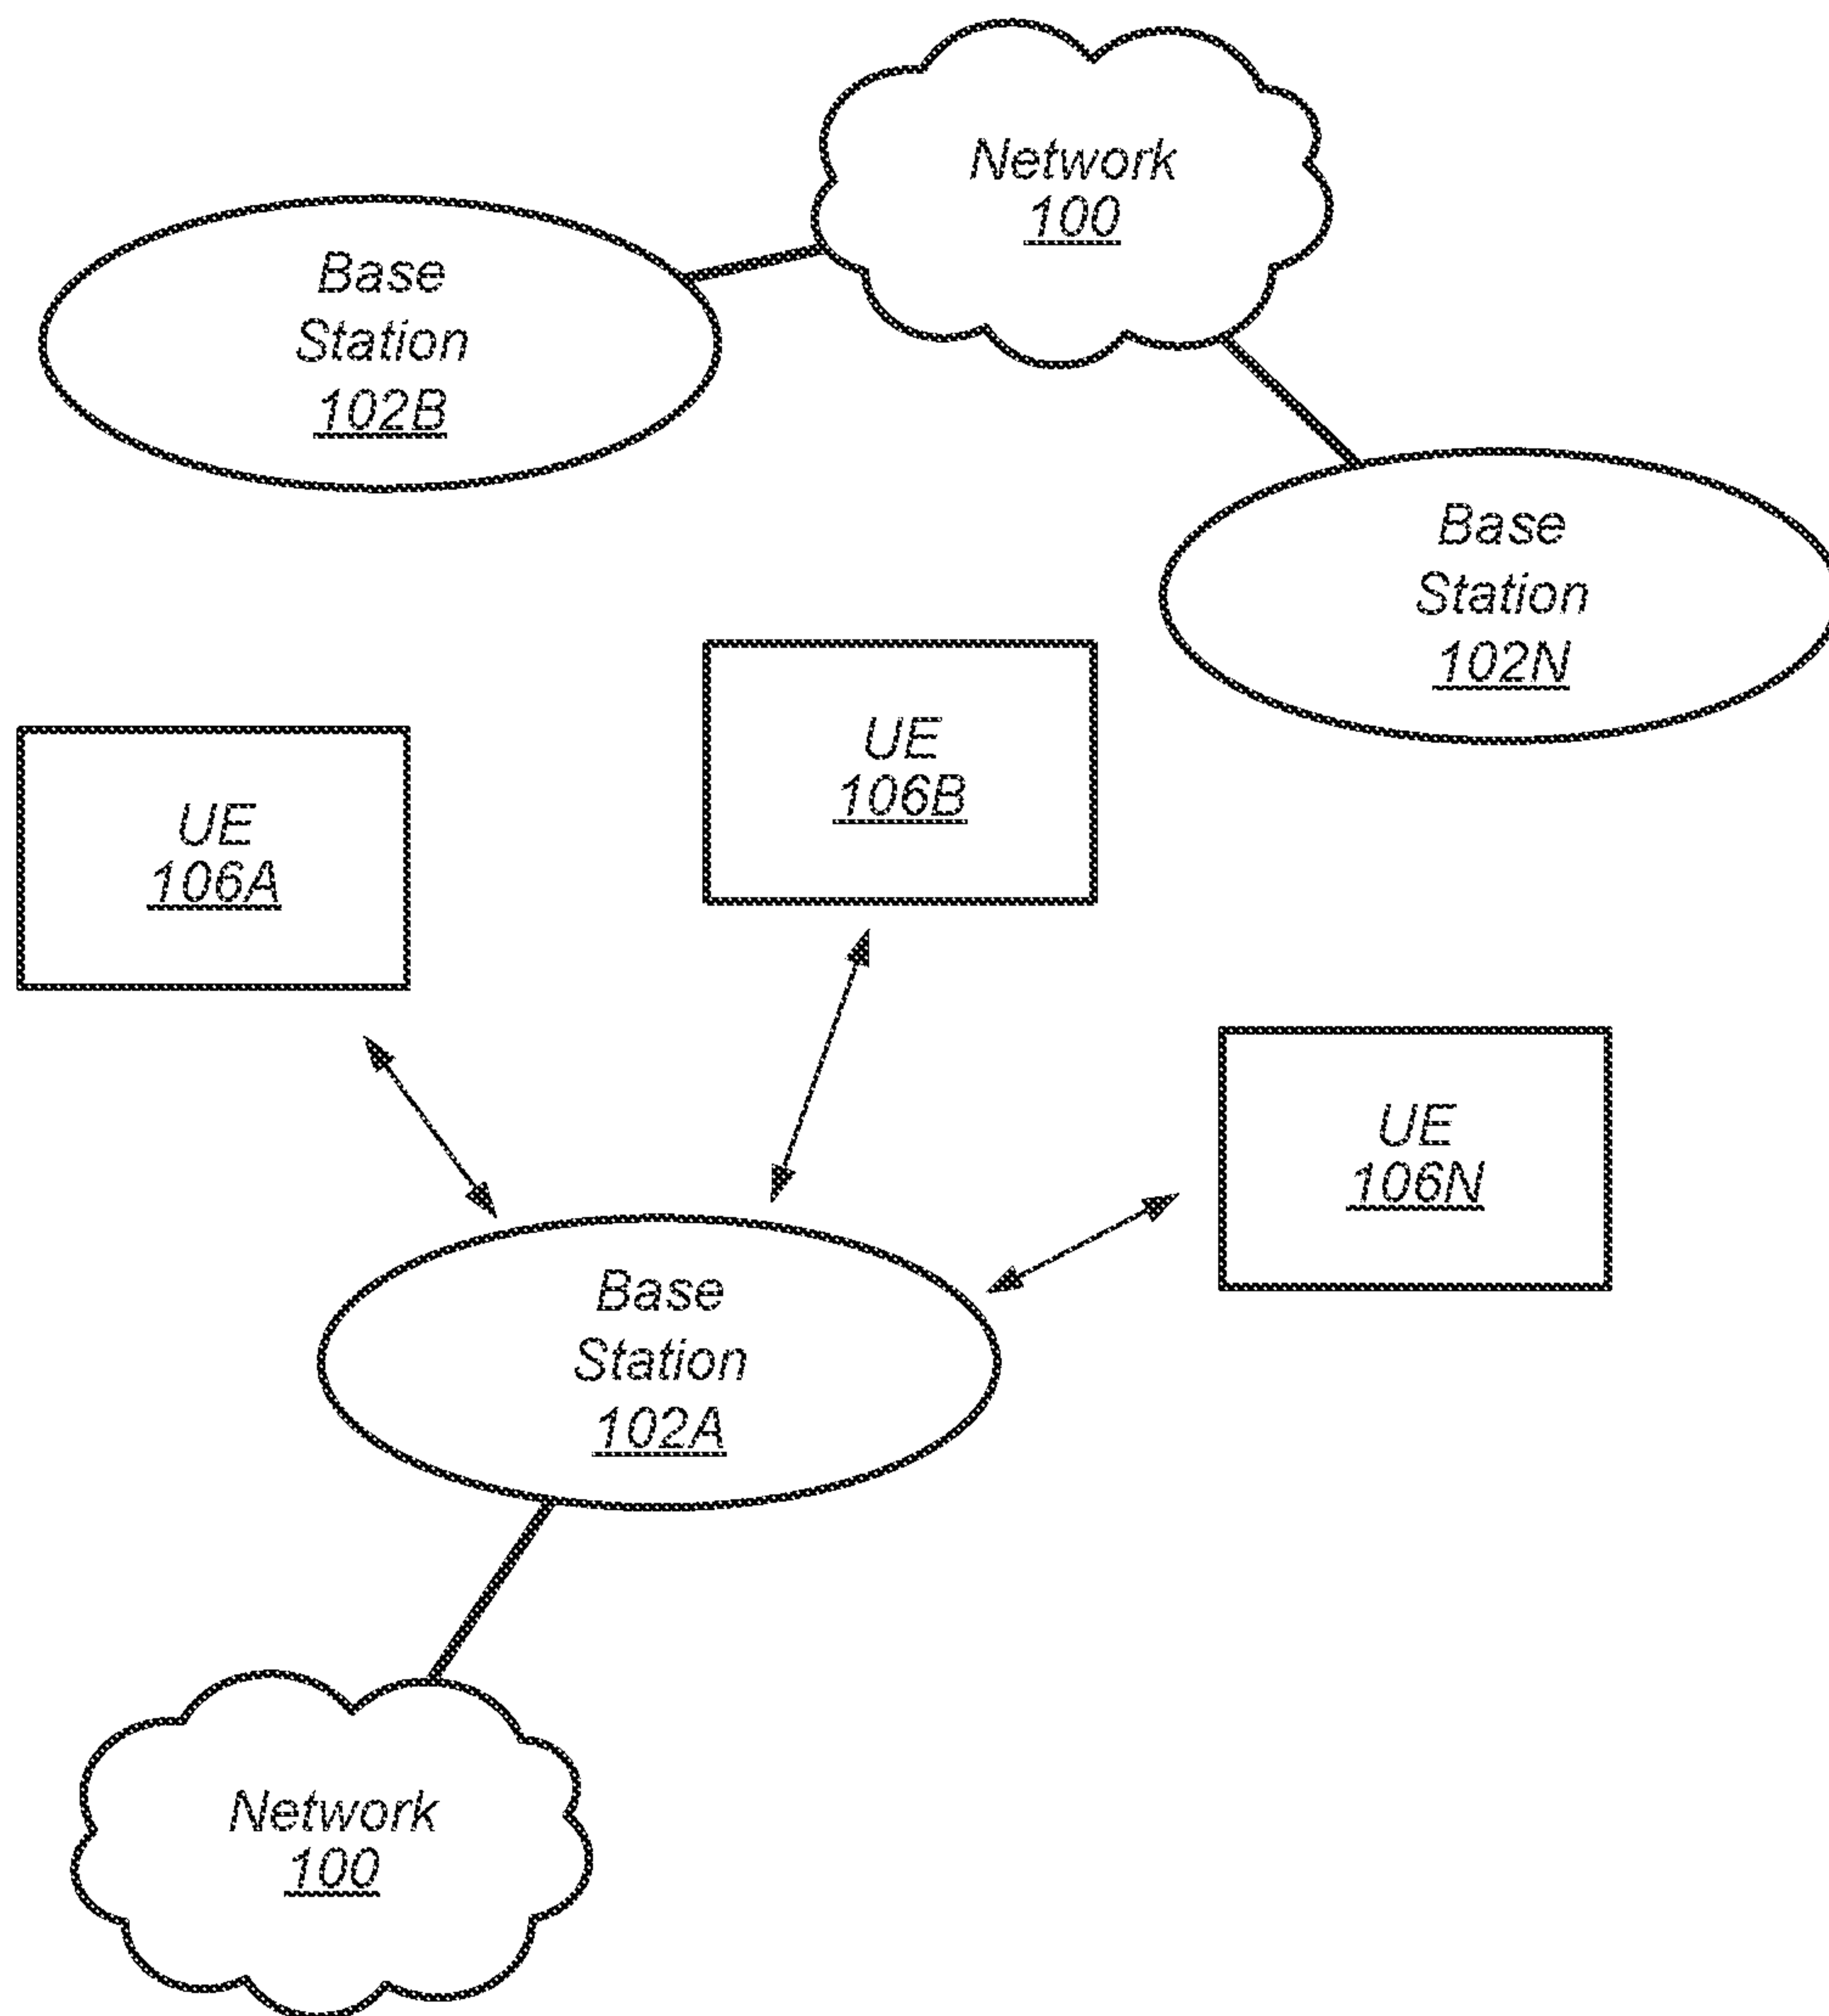 Network
100
Base
Station
102B
Base
Station
102N
UE
106B
UE
106A
UE
106N
Base
Station
102A
Network
100